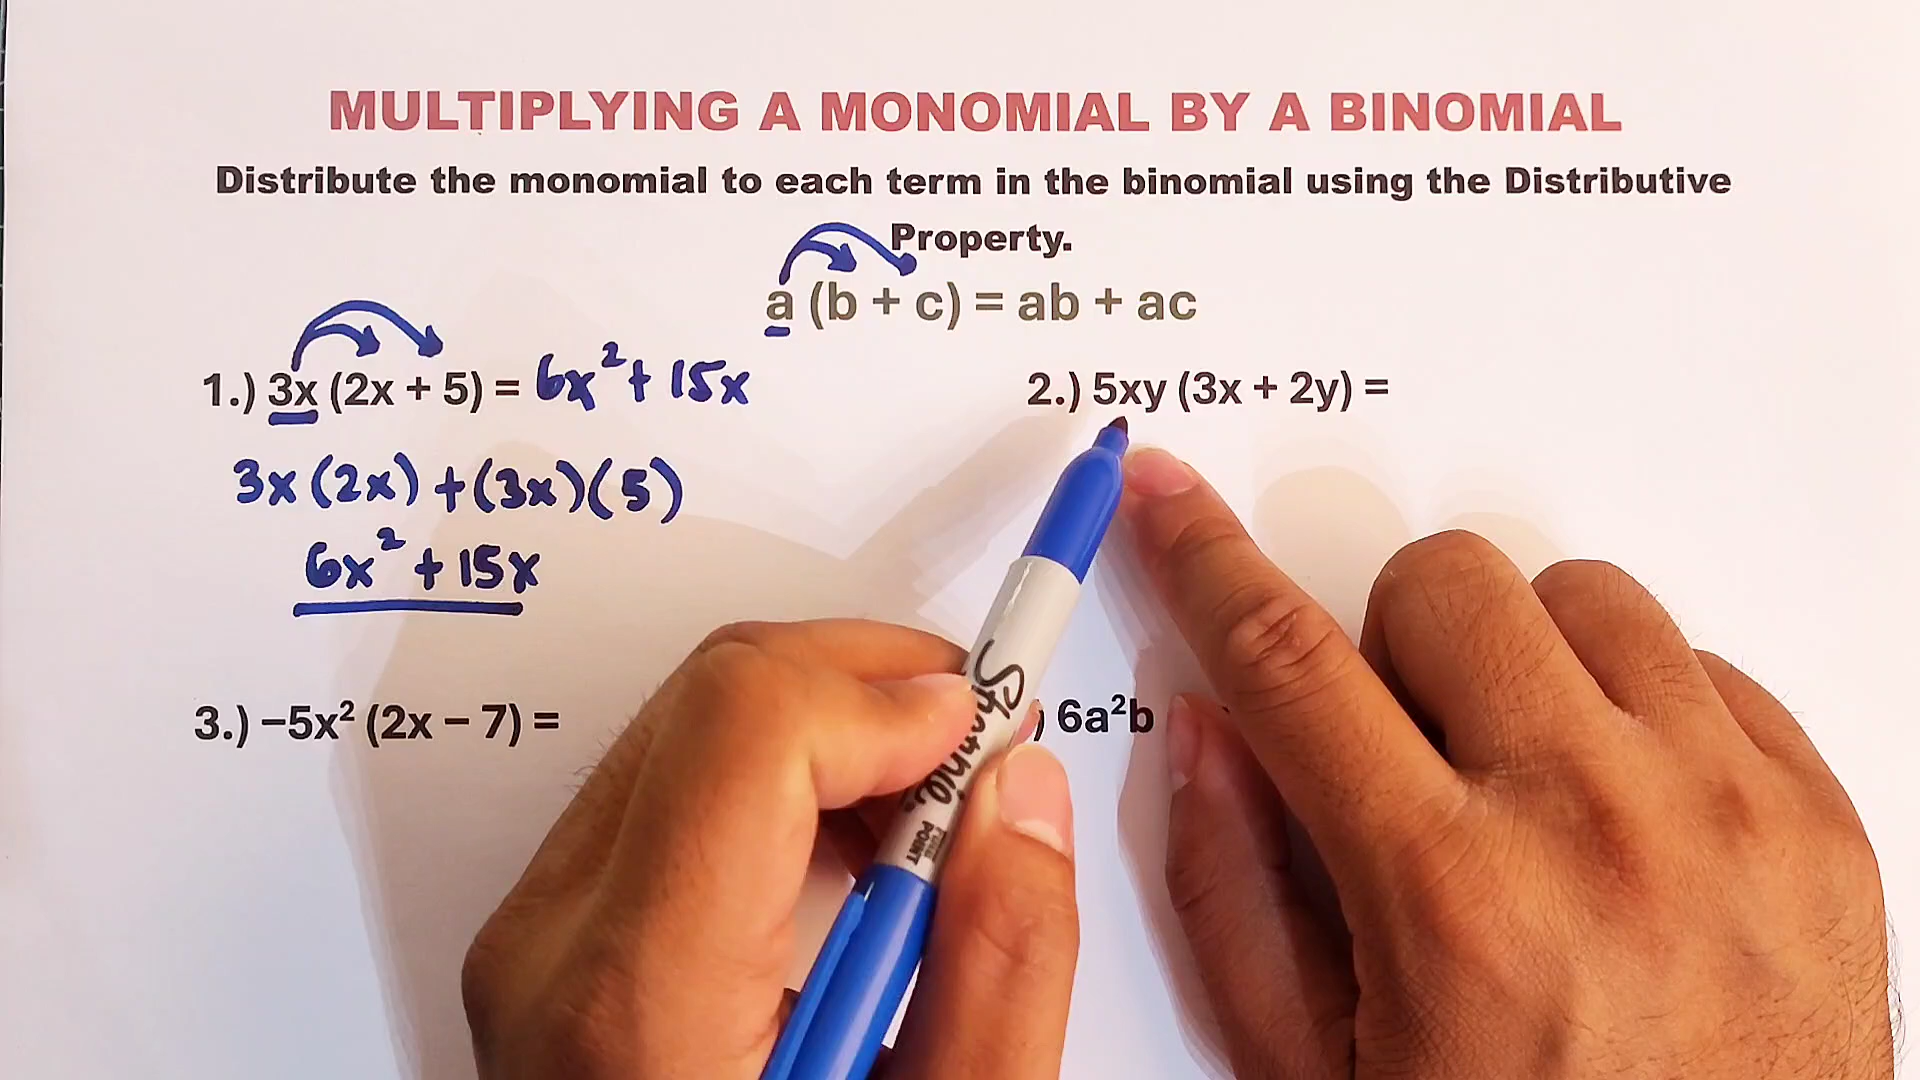 MULTIPLYING A MONOMIAL BY A BINOMIAL
Distribute the monomial to each term in the binomial using the Distributive
Property.
a (b + c) = ab + ac
1.) 3x (2x + 5) = 6x² + 15x
3x(2x) + (3x)(5)
6x² + 15x
2.) 5xy (3x + 2y) =
3.) −5x² (2x − 7) =
) 6a²b
Sharpie
FINE
POINT